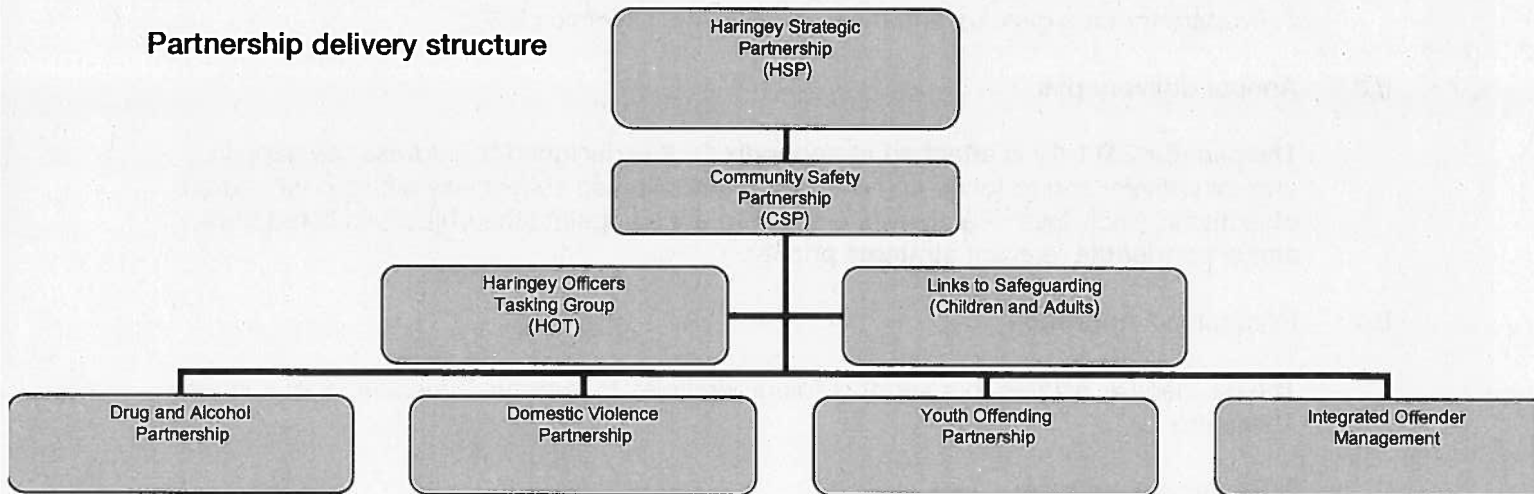 Partnership delivery structure
Haringey Strategic
Partnership
(HSP)
Community Safety
Partnership
(CSP)
Haringey Officers
Tasking Group
(HOT)
Links to Safeguarding
(Children and Adults)
Drug and Alcohol
Partnership
Domestic Violence
Partnership
Youth Offending
Partnership
Integrated Offender
Management